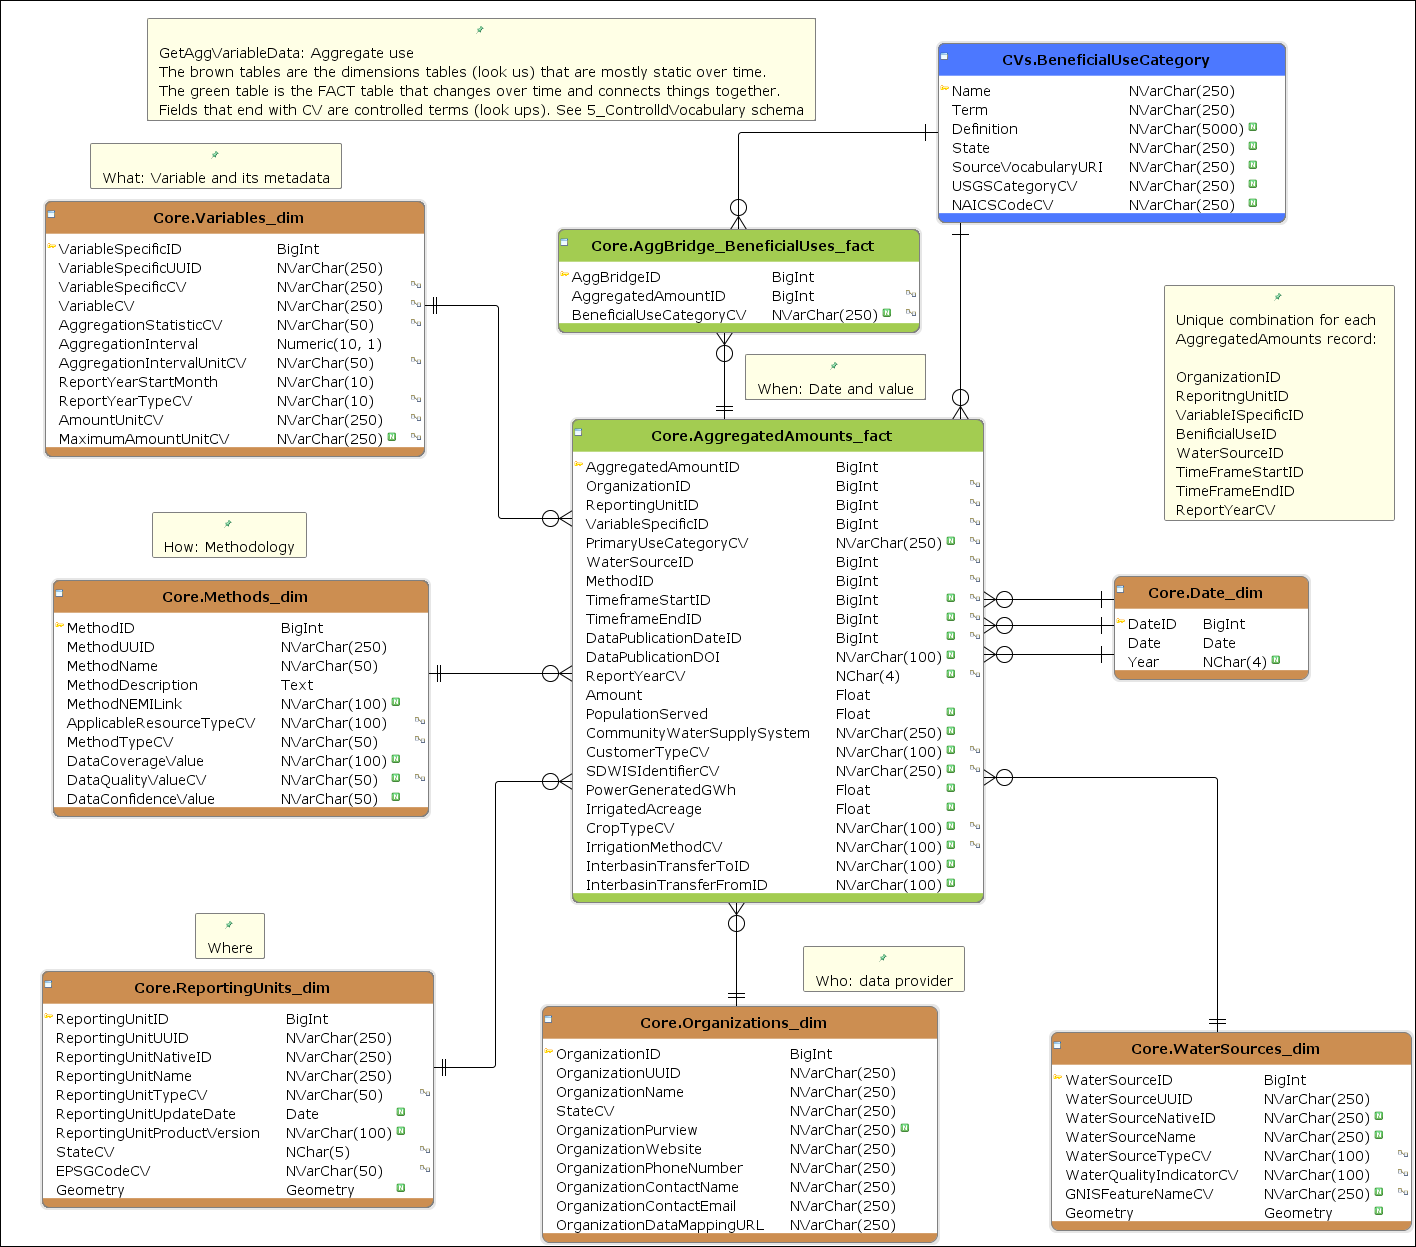 GetAggVariableData: Aggregate use
The brown tables are the dimensions tables (look us) that are mostly static over time.
The green table is the FACT table that changes over time and connects things together.
Fields that end with CV are controlled terms (look ups). See 5_ControlldVocabulary schema
CVs.BeneficialUseCategory
Name NVarChar(250)
Term NVarChar(250)
Definition NVarChar(5000) N
State NVarChar(250) N
SourceVocabularyURI NVarChar(250) N
USGSCategoryCV NVarChar(250) N
NAICSCodeCV NVarChar(250) N
What: Variable and its metadata
Core.Variables_dim
VariableSpecificID BigInt
VariableSpecificUUID NVarChar(250)
VariableSpecificCV NVarChar(250)
VariableCV NVarChar(250)
AggregationStatisticCV NVarChar(50)
AggregationInterval Numeric(10, 1)
AggregationIntervalUnitCV NVarChar(50)
ReportYearStartMonth NVarChar(10)
ReportYearTypeCV NVarChar(10)
AmountUnitCV NVarChar(250)
MaximumAmountUnitCV NVarChar(250) N
Core.AggBridge_BeneficialUses_fact
AggBridgeID BigInt
AggregatedAmountID BigInt
BeneficialUseCategoryCV NVarChar(250) N
When: Date and value
Unique combination for each
AggregatedAmounts record:
OrganizationID
ReporitngUnitID
VariableISpecificID
BenificialUseID
WaterSourceID
TimeFrameStartID
TimeFrameEndID
ReportYearCV
Core.AggregatedAmounts_fact
AggregatedAmountID BigInt
OrganizationID BigInt
ReportingUnitID BigInt
VariableSpecificID BigInt
PrimaryUseCategoryCV NVarChar(250) N
WaterSourceID BigInt
MethodID BigInt
TimeframeStartID BigInt N
TimeframeEndID BigInt N
DataPublicationDateID BigInt N
DataPublicationDOI NVarChar(100) N
ReportYearCV NChar(4) N
Amount Float
PopulationServed Float N
CommunityWaterSupplySystem NVarChar(250) N
CustomerTypeCV NVarChar(100) N
SDWISIdentifierCV NVarChar(250) N
PowerGeneratedGWh Float N
IrrigatedAcreage Float N
CropTypeCV NVarChar(100) N
IrrigationMethodCV NVarChar(100) N
InterbasinTransferToID NVarChar(100) N
InterbasinTransferFromID NVarChar(100) N
How: Methodology
Core.Methods_dim
MethodID BigInt
MethodUUID NVarChar(250)
MethodName NVarChar(50)
MethodDescription Text
MethodNEMILink NVarChar(100) N
ApplicableResourceTypeCV NVarChar(100)
MethodTypeCV NVarChar(50)
DataCoverageValue NVarChar(100) N
DataQualityValueCV NVarChar(50) N
DataConfidenceValue NVarChar(50) N
Core.Date_dim
DateID BigInt
Date Date
Year NChar(4) N
Where
Core.ReportingUnits_dim
ReportingUnitID BigInt
ReportingUnitUUID NVarChar(250)
ReportingUnitNativeID NVarChar(250)
ReportingUnitName NVarChar(250)
ReportingUnitTypeCV NVarChar(50)
ReportingUnitUpdateDate Date N
ReportingUnitProductVersion NVarChar(100) N
StateCV NChar(5)
EPSGCodeCV NVarChar(50)
Geometry Geometry N
Who: data provider
Core.Organizations_dim
OrganizationID BigInt
OrganizationUUID NVarChar(250)
OrganizationName NVarChar(250)
StateCV NVarChar(250)
OrganizationPurview NVarChar(250) N
OrganizationWebsite NVarChar(250)
OrganizationPhoneNumber NVarChar(250)
OrganizationContactName NVarChar(250)
OrganizationContactEmail NVarChar(250)
OrganizationDataMappingURL NVarChar(250)
Core.WaterSources_dim
WaterSourceID BigInt
WaterSourceUUID NVarChar(250)
WaterSourceNativeID NVarChar(250) N
WaterSourceName NVarChar(250) N
WaterSourceTypeCV NVarChar(100)
WaterQualityIndicatorCV NVarChar(100)
GNISFeatureNameCV NVarChar(250) N
Geometry Geometry N